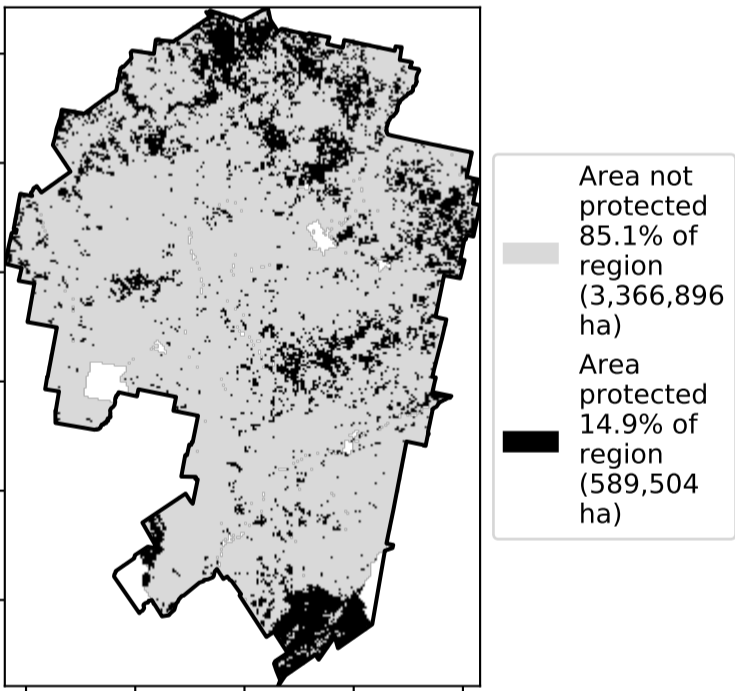 Area not
protected
85.1% of
region
(3,366,896
ha)
Area
protected
14.9% of
region
(589,504
ha)